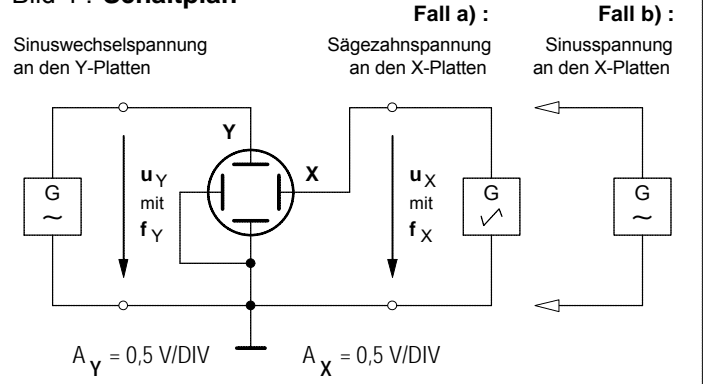 Bild 4 : Schaltplan
Fall a) :
Fall b) :
Sinuswechselspannung
an den Y-Platten
Sägezahnspannung
an den X-Platten
Sinusspannung
an den X-Platten
Y
X
G
~
u Y
mit
f Y
u X
mit
f X
G
G
~
A Y = 0,5 V/DIV
A X = 0,5 V/DIV